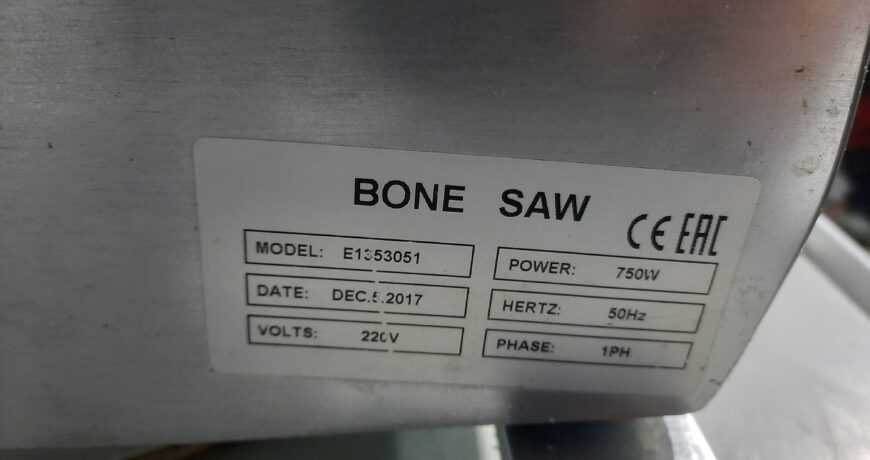 BONE SAW
CE EAC
MODEL: E1353051
POWER: 750W
DATE: DEC.5.2017
HERTZ: 50Hz
VOLTS: 220V
PHASE: 1PH